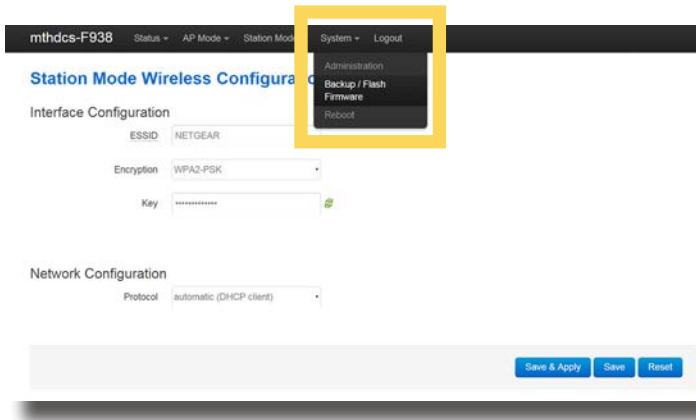 mthdcs-F938 Status AP Mode Station Mode System Logout
Administration
Backup / Flash
Firmware
Reboot
Station Mode Wireless
Interface Configuration
ESSID NETGEAR
Encryption WPA2-PSK
Key •••••••••••••
Network Configuration
Protocol automatic (DHCP client)
Save & Apply Save Reset